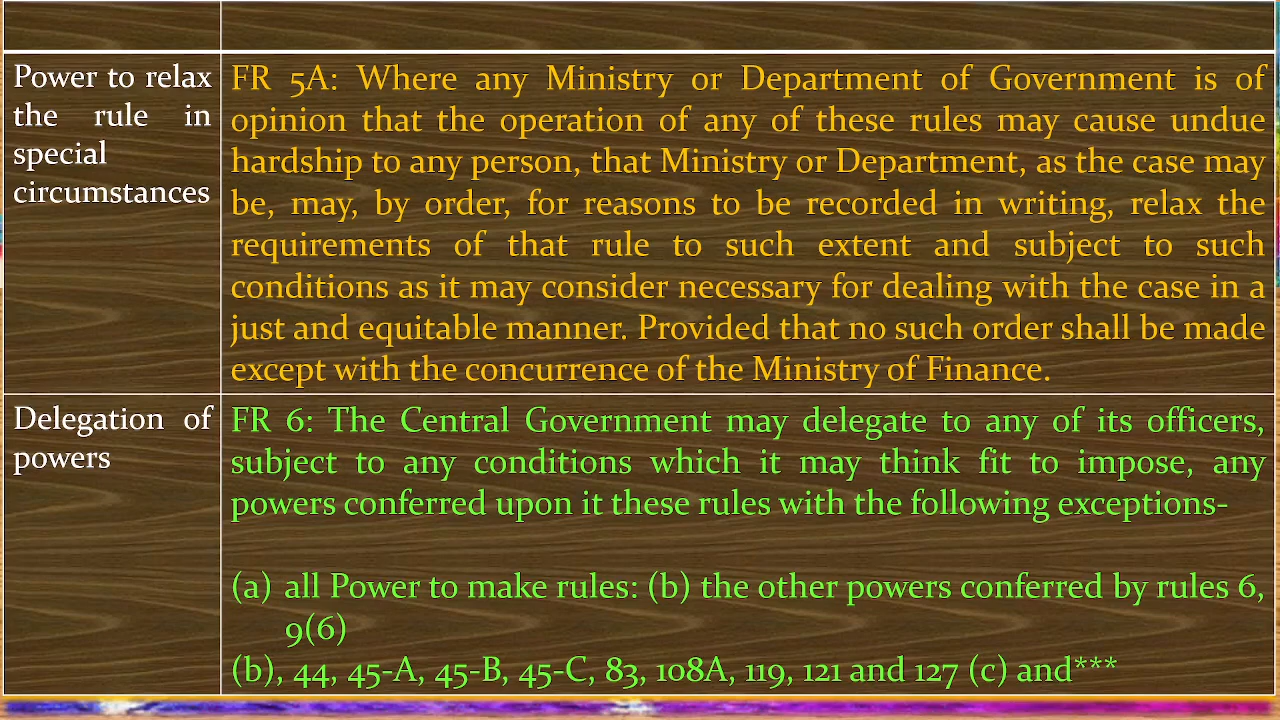 Power to relax
the rule in
special
circumstances
FR 5A: Where any Ministry or Department of Government is of
opinion that the operation of any of these rules may cause undue
hardship to any person, that Ministry or Department, as the case may
be, may, by order, for reasons to be recorded in writing, relax the
requirements of that rule to such extent and subject to such
conditions as it may consider necessary for dealing with the case in a
just and equitable manner. Provided that no such order shall be made
except with the concurrence of the Ministry of Finance.
Delegation of
powers
FR 6: The Central Government may delegate to any of its officers,
subject to any conditions which it may think fit to impose, any
powers conferred upon it these rules with the following exceptions-
(a) all Power to make rules: (b) the other powers conferred by rules 6,
9(6)
(b), 44, 45-A, 45-B, 45-C, 83, 108A, 119, 121 and 127 (c) and***